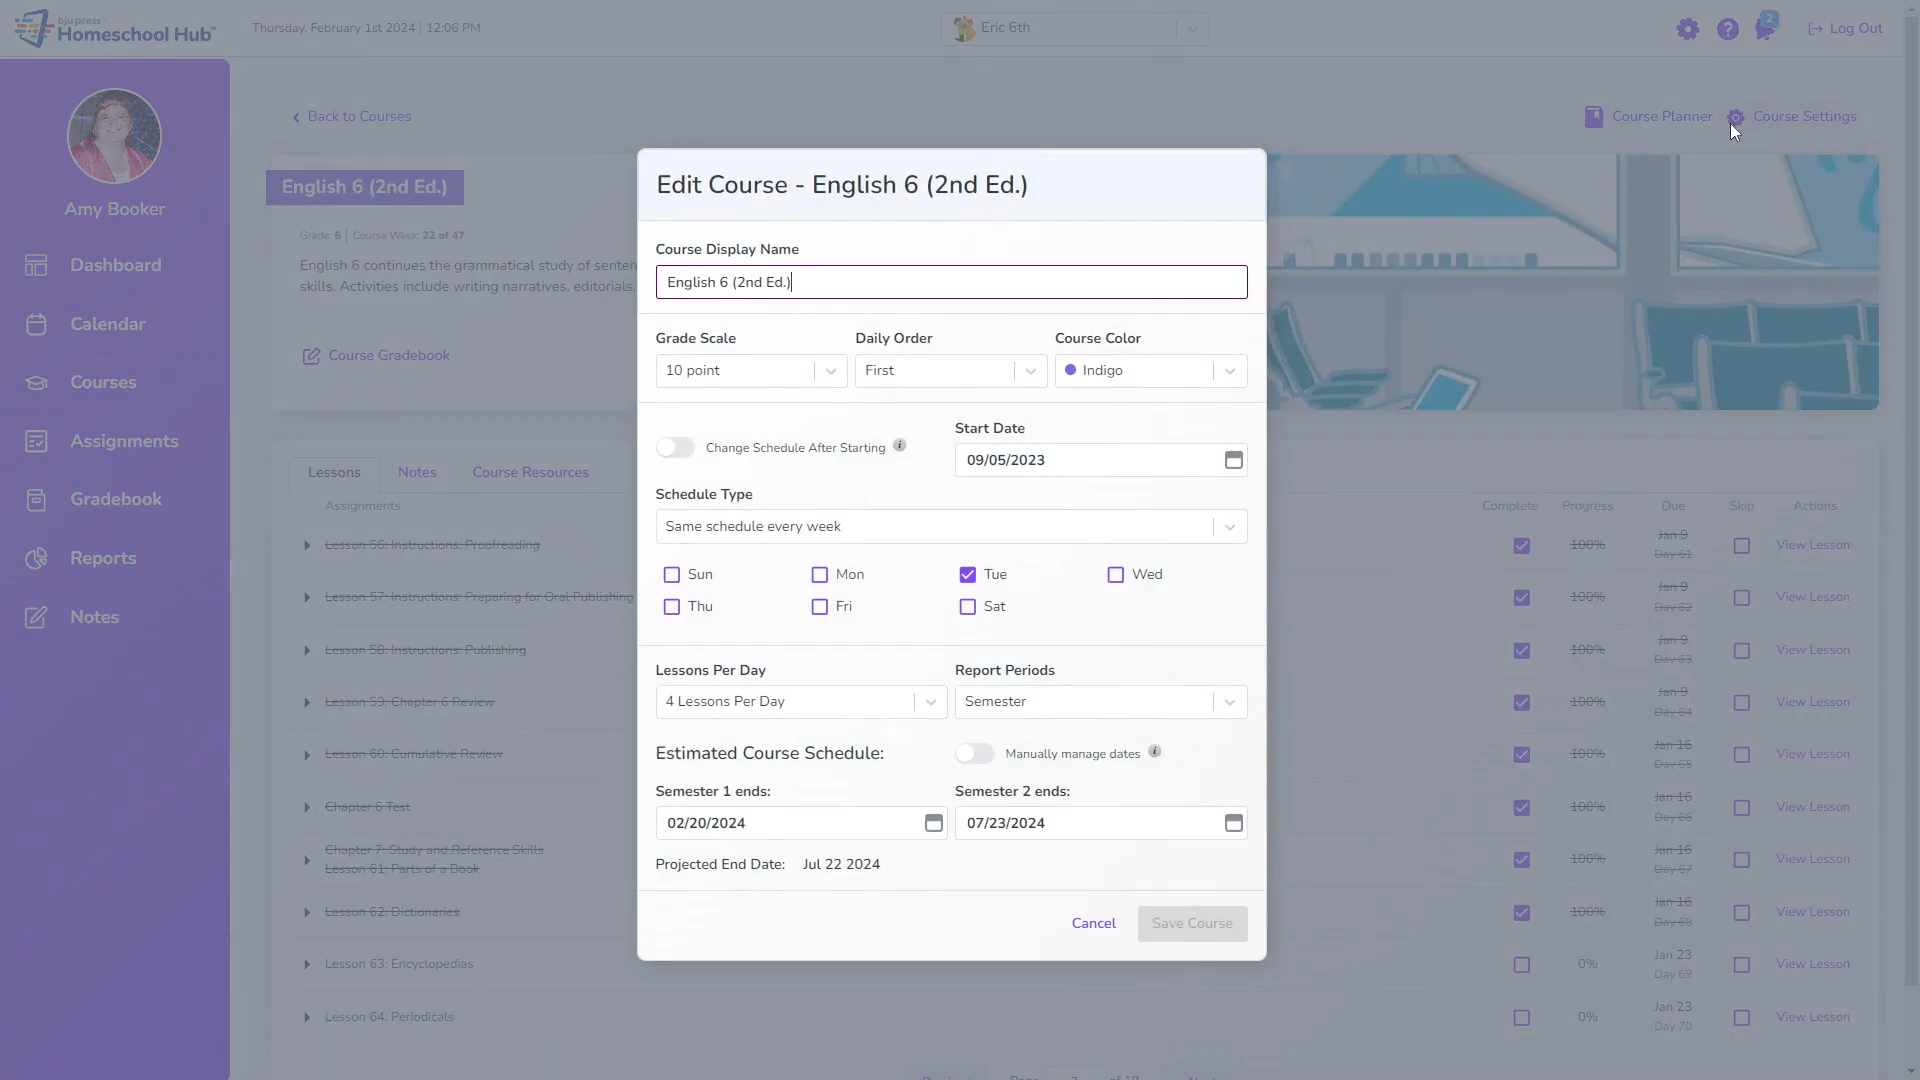 bju press
Homeschool Hub™
Thursday, February 1st 2024 | 12:06 PM
Eric 6th
2
Log Out
Amy Booker
Dashboard
Calendar
Courses
Assignments
Gradebook
Reports
Notes
Back to Courses
Course Planner
Course Settings
English 6 (2nd Ed.)
Grade: 6 | Course Week: 22 of 47
English 6 continues the grammatical study of senten
skills. Activities include writing narratives, editorials,
Course Gradebook
Lessons Notes Course Resources
Assignments Complete Progress Due Skip Actions
Lesson 56: Instructions: Proofreading 100% Jan 9 Day 61 View Lesson
Lesson 57: Instructions: Preparing for Oral Publishing 100% Jan 9 Day 62 View Lesson
Lesson 58: Instructions: Publishing 100% Jan 9 Day 63 View Lesson
Lesson 59: Chapter 6 Review 100% Jan 9 Day 64 View Lesson
Lesson 60: Cumulative Review 100% Jan 16 Day 65 View Lesson
Chapter 6 Test 100% Jan 16 Day 66 View Lesson
Chapter 7: Study and Reference Skills
Lesson 61: Parts of a Book 100% Jan 16 Day 67 View Lesson
Lesson 62: Dictionaries 100% Jan 16 Day 68 View Lesson
Lesson 63: Encyclopedias 0% Jan 23 Day 69 View Lesson
Lesson 64: Periodicals 0% Jan 23 Day 70 View Lesson
Edit Course - English 6 (2nd Ed.)
Course Display Name
English 6 (2nd Ed.)
Grade Scale Daily Order Course Color
10 point First Indigo
Change Schedule After Starting
Start Date
09/05/2023
Schedule Type
Same schedule every week
Sun Mon Tue Wed
Thu Fri Sat
Lessons Per Day Report Periods
4 Lessons Per Day Semester
Estimated Course Schedule: Manually manage dates
Semester 1 ends: Semester 2 ends:
02/20/2024 07/23/2024
Projected End Date: Jul 22 2024
Cancel Save Course